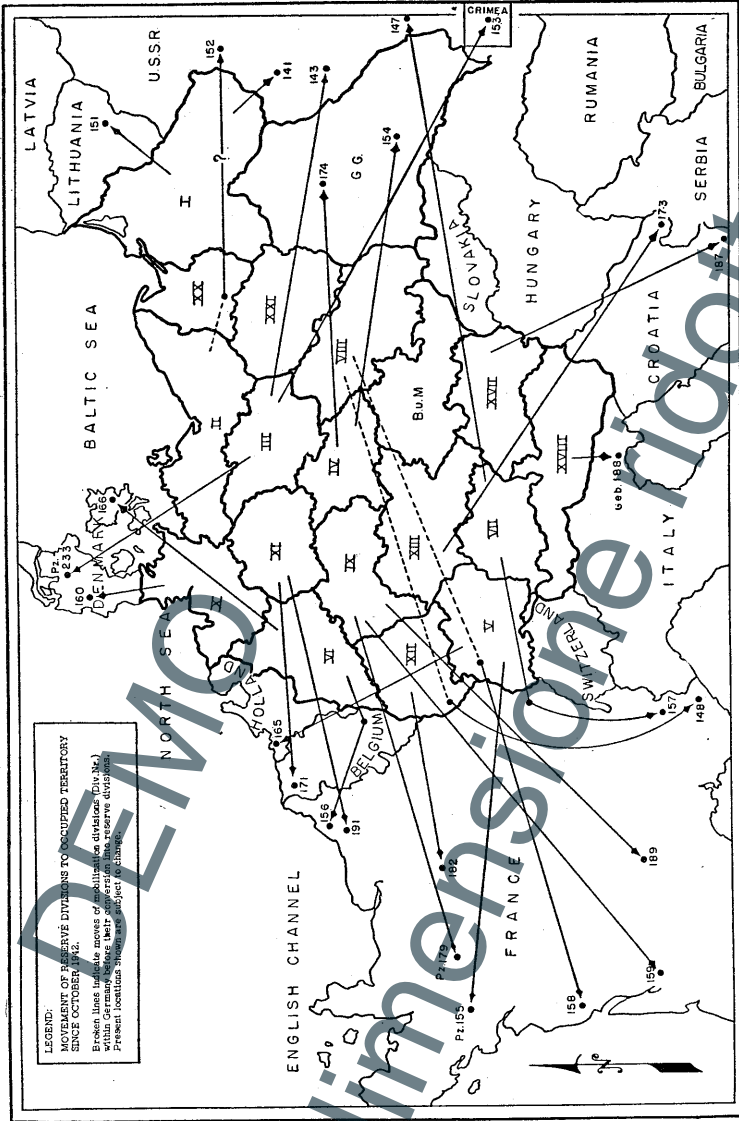 LEGEND:
MOVEMENT OF RESERVE DIVISIONS TO OCCUPIED TERRITORY
SINCE OCTOBER 1942.
Broken lines indicate moves of mobilization divisions (Div.Nr.)
within Germany before their conversion into reserve divisions.
Present locations shown are subject to change.
NORTH SEA
BALTIC SEA
LATVIA
LITHUANIA
U.S.S.R
DENMARK
Pz.
233
160
166
151
152
141
143
147
CRIMEA
153
?
I
XX
XXI
II
III
X
XI
VI
IV
IX
VIII
G G.
174
154
HOLLAND
165
171
BELGIUM
156
191
ENGLISH CHANNEL
XII
XIII
B.u.M
SLOVAKIA
HUNGARY
RUMANIA
BULGARIA
SERBIA
CROATIA
173
187
XVII
XVIII
VII
V
Geb.188
ITALY
SWITZERLAND
157
148
FRANCE
182
189
Pz.179
Pz.155
158
159
N
DEMO
dimensione ridott